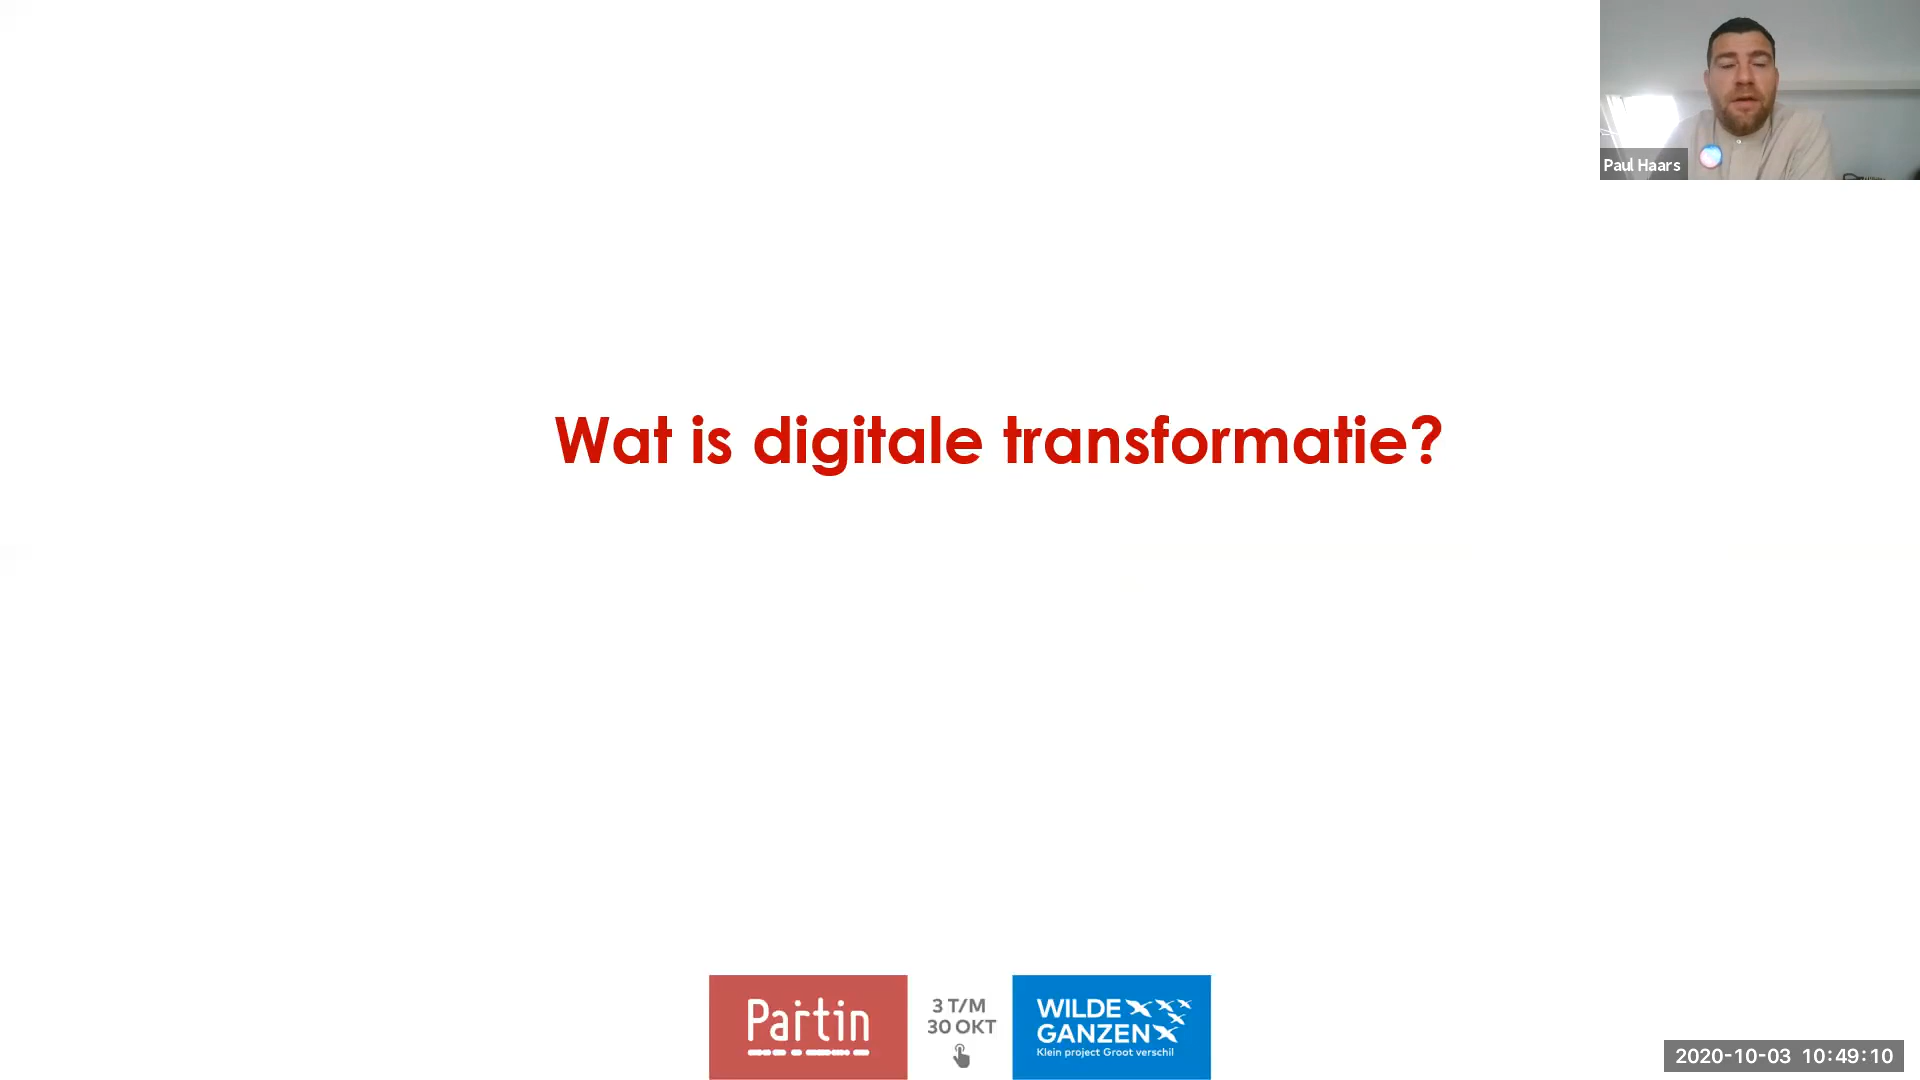 Paul Haars
Wat is digitale transformatie?
Partin
3 T/M
30 OKT
WILDE
GANZEN
Klein project Groot verschil
2020-10-03 10:49:10